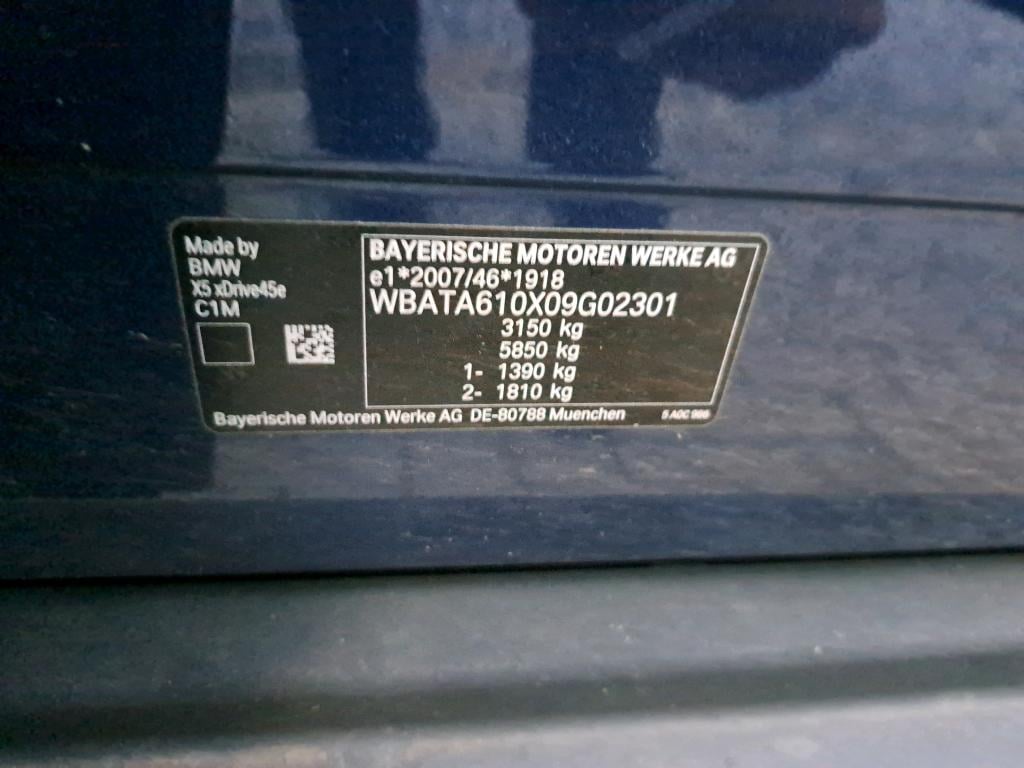 Made by
BMW
X5 xDrive45e
C1M
BAYERISCHE MOTOREN WERKE AG
e1*2007/46*1918
WBATA610X09G02301
3150 kg
5850 kg
1- 1390 kg
2- 1810 kg
Bayerische Motoren Werke AG DE-80788 Muenchen